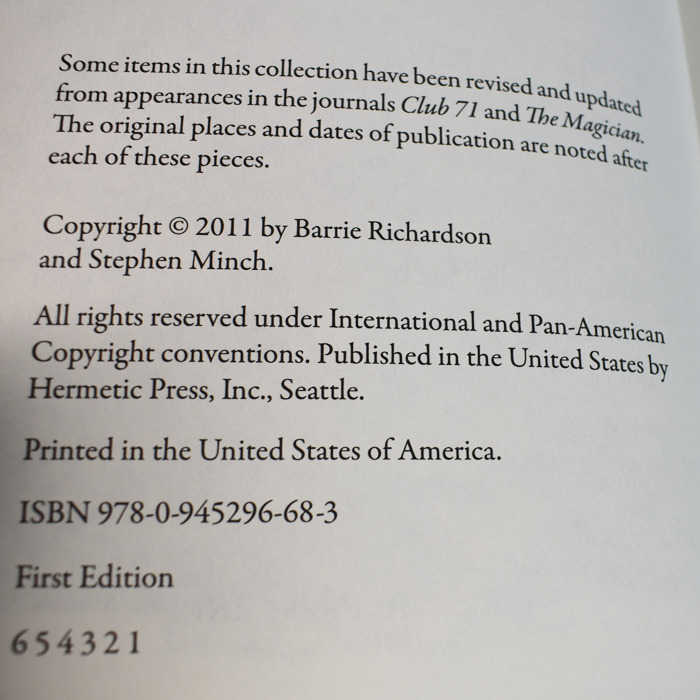 Some items in this collection have been revised and updated
from appearances in the journals Club 71 and The Magician.
The original places and dates of publication are noted after
each of these pieces.
Copyright © 2011 by Barrie Richardson
and Stephen Minch.
All rights reserved under International and Pan-American
Copyright conventions. Published in the United States by
Hermetic Press, Inc., Seattle.
Printed in the United States of America.
ISBN 978-0-945296-68-3
First Edition
6 5 4 3 2 1